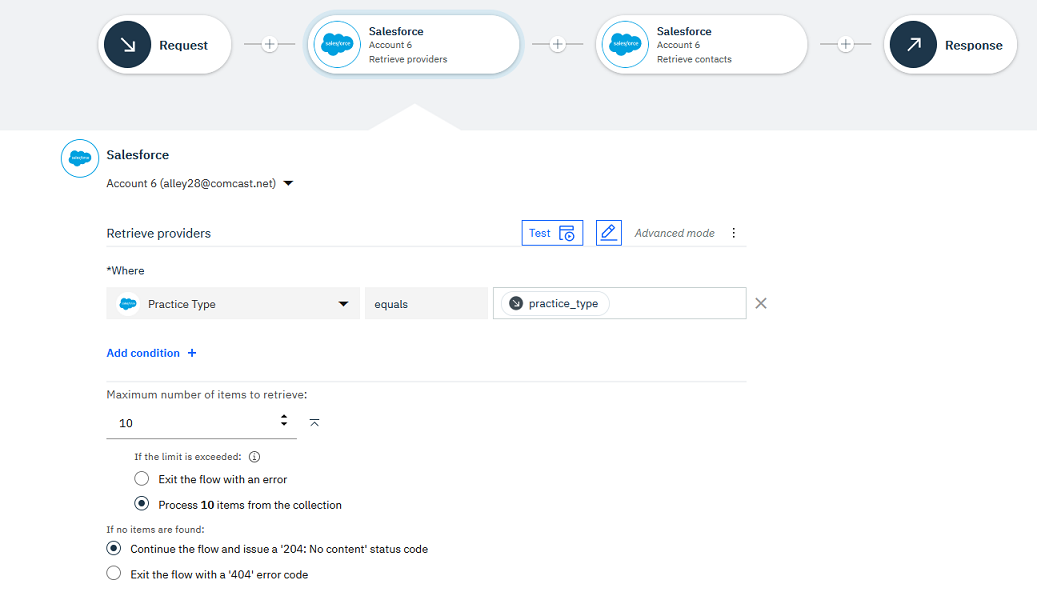 Request
salesforce
Salesforce
Account 6
Retrieve providers
salesforce
Salesforce
Account 6
Retrieve contacts
Response
salesforce
Salesforce
Account 6 (alley28@comcast.net)
Retrieve providers
Test
Advanced mode
*Where
Practice Type
equals
practice_type
Add condition +
Maximum number of items to retrieve:
10
If the limit is exceeded:
Exit the flow with an error
Process 10 items from the collection
If no items are found:
Continue the flow and issue a '204: No content' status code
Exit the flow with a '404' error code